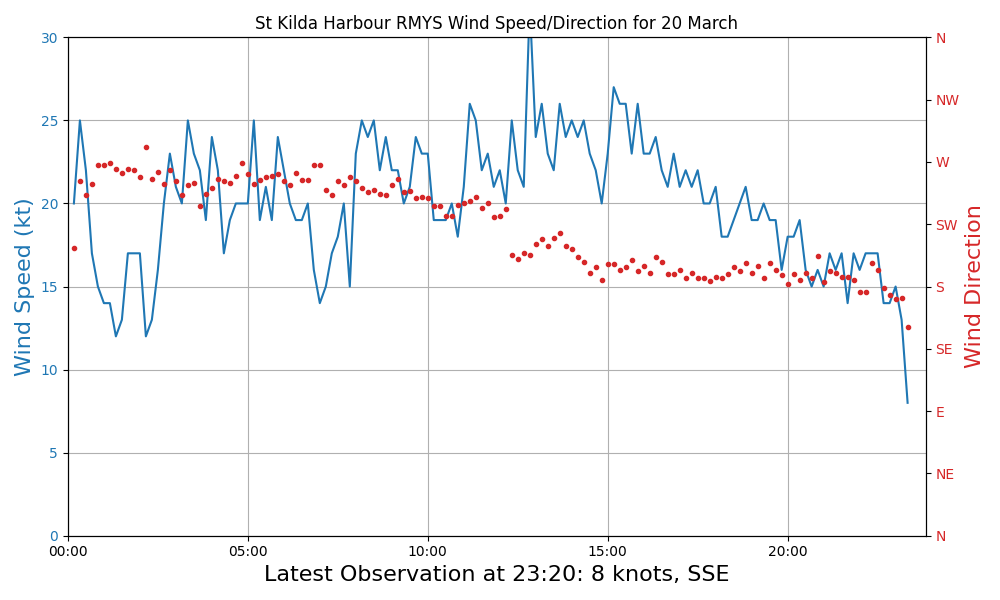 St Kilda Harbour RMYS Wind Speed/Direction for 20 March
Wind Speed (kt)
30
25
20
15
10
5
0
00:00 05:00 10:00 15:00 20:00
N
NW
W
SW
S
SE
E
NE
N
Wind Direction
Latest Observation at 23:20: 8 knots, SSE